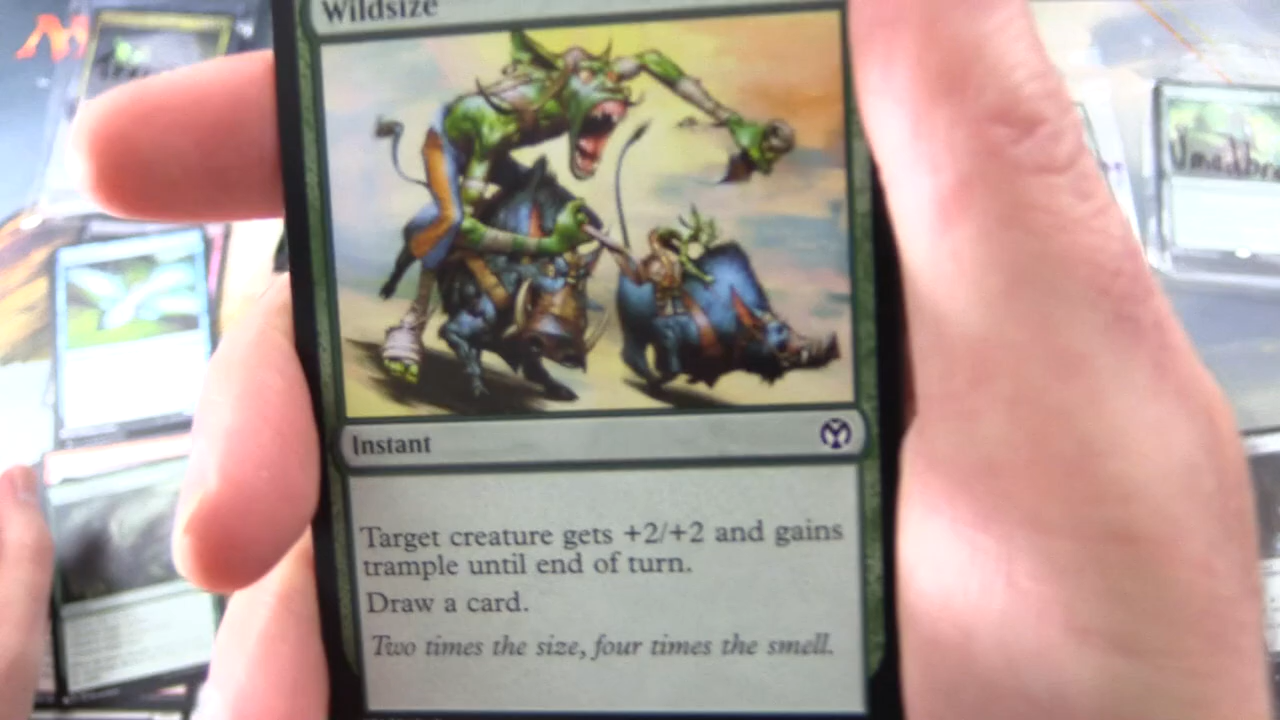 Wildsize
Instant
Target creature gets +2/+2 and gains
trample until end of turn.
Draw a card.
Two times the size, four times the smell.